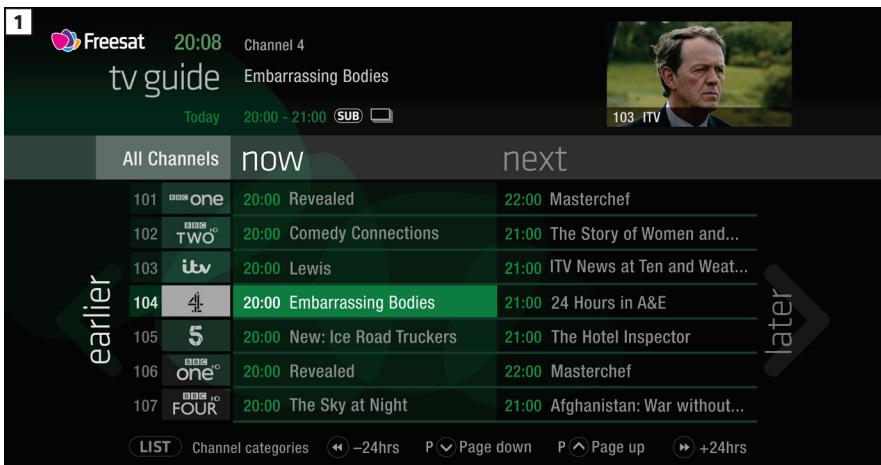 1
Freesat 20:08 Channel 4
tv guide Embarrassing Bodies
Today 20:00 - 21:00 SUB
103 ITV
All Channels now next
101 BBC one 20:00 Revealed 22:00 Masterchef
102 BBC HD TWO 20:00 Comedy Connections 21:00 The Story of Women and...
103 itv 20:00 Lewis 21:00 ITV News at Ten and Weat...
104 4 20:00 Embarrassing Bodies 21:00 24 Hours in A&E
105 5 20:00 New: Ice Road Truckers 21:00 The Hotel Inspector
106 BBC one HD 20:00 Revealed 22:00 Masterchef
107 BBC HD FOUR 20:00 The Sky at Night 21:00 Afghanistan: War without...
earlier
later
LIST Channel categories –24hrs P Page down P Page up +24hrs